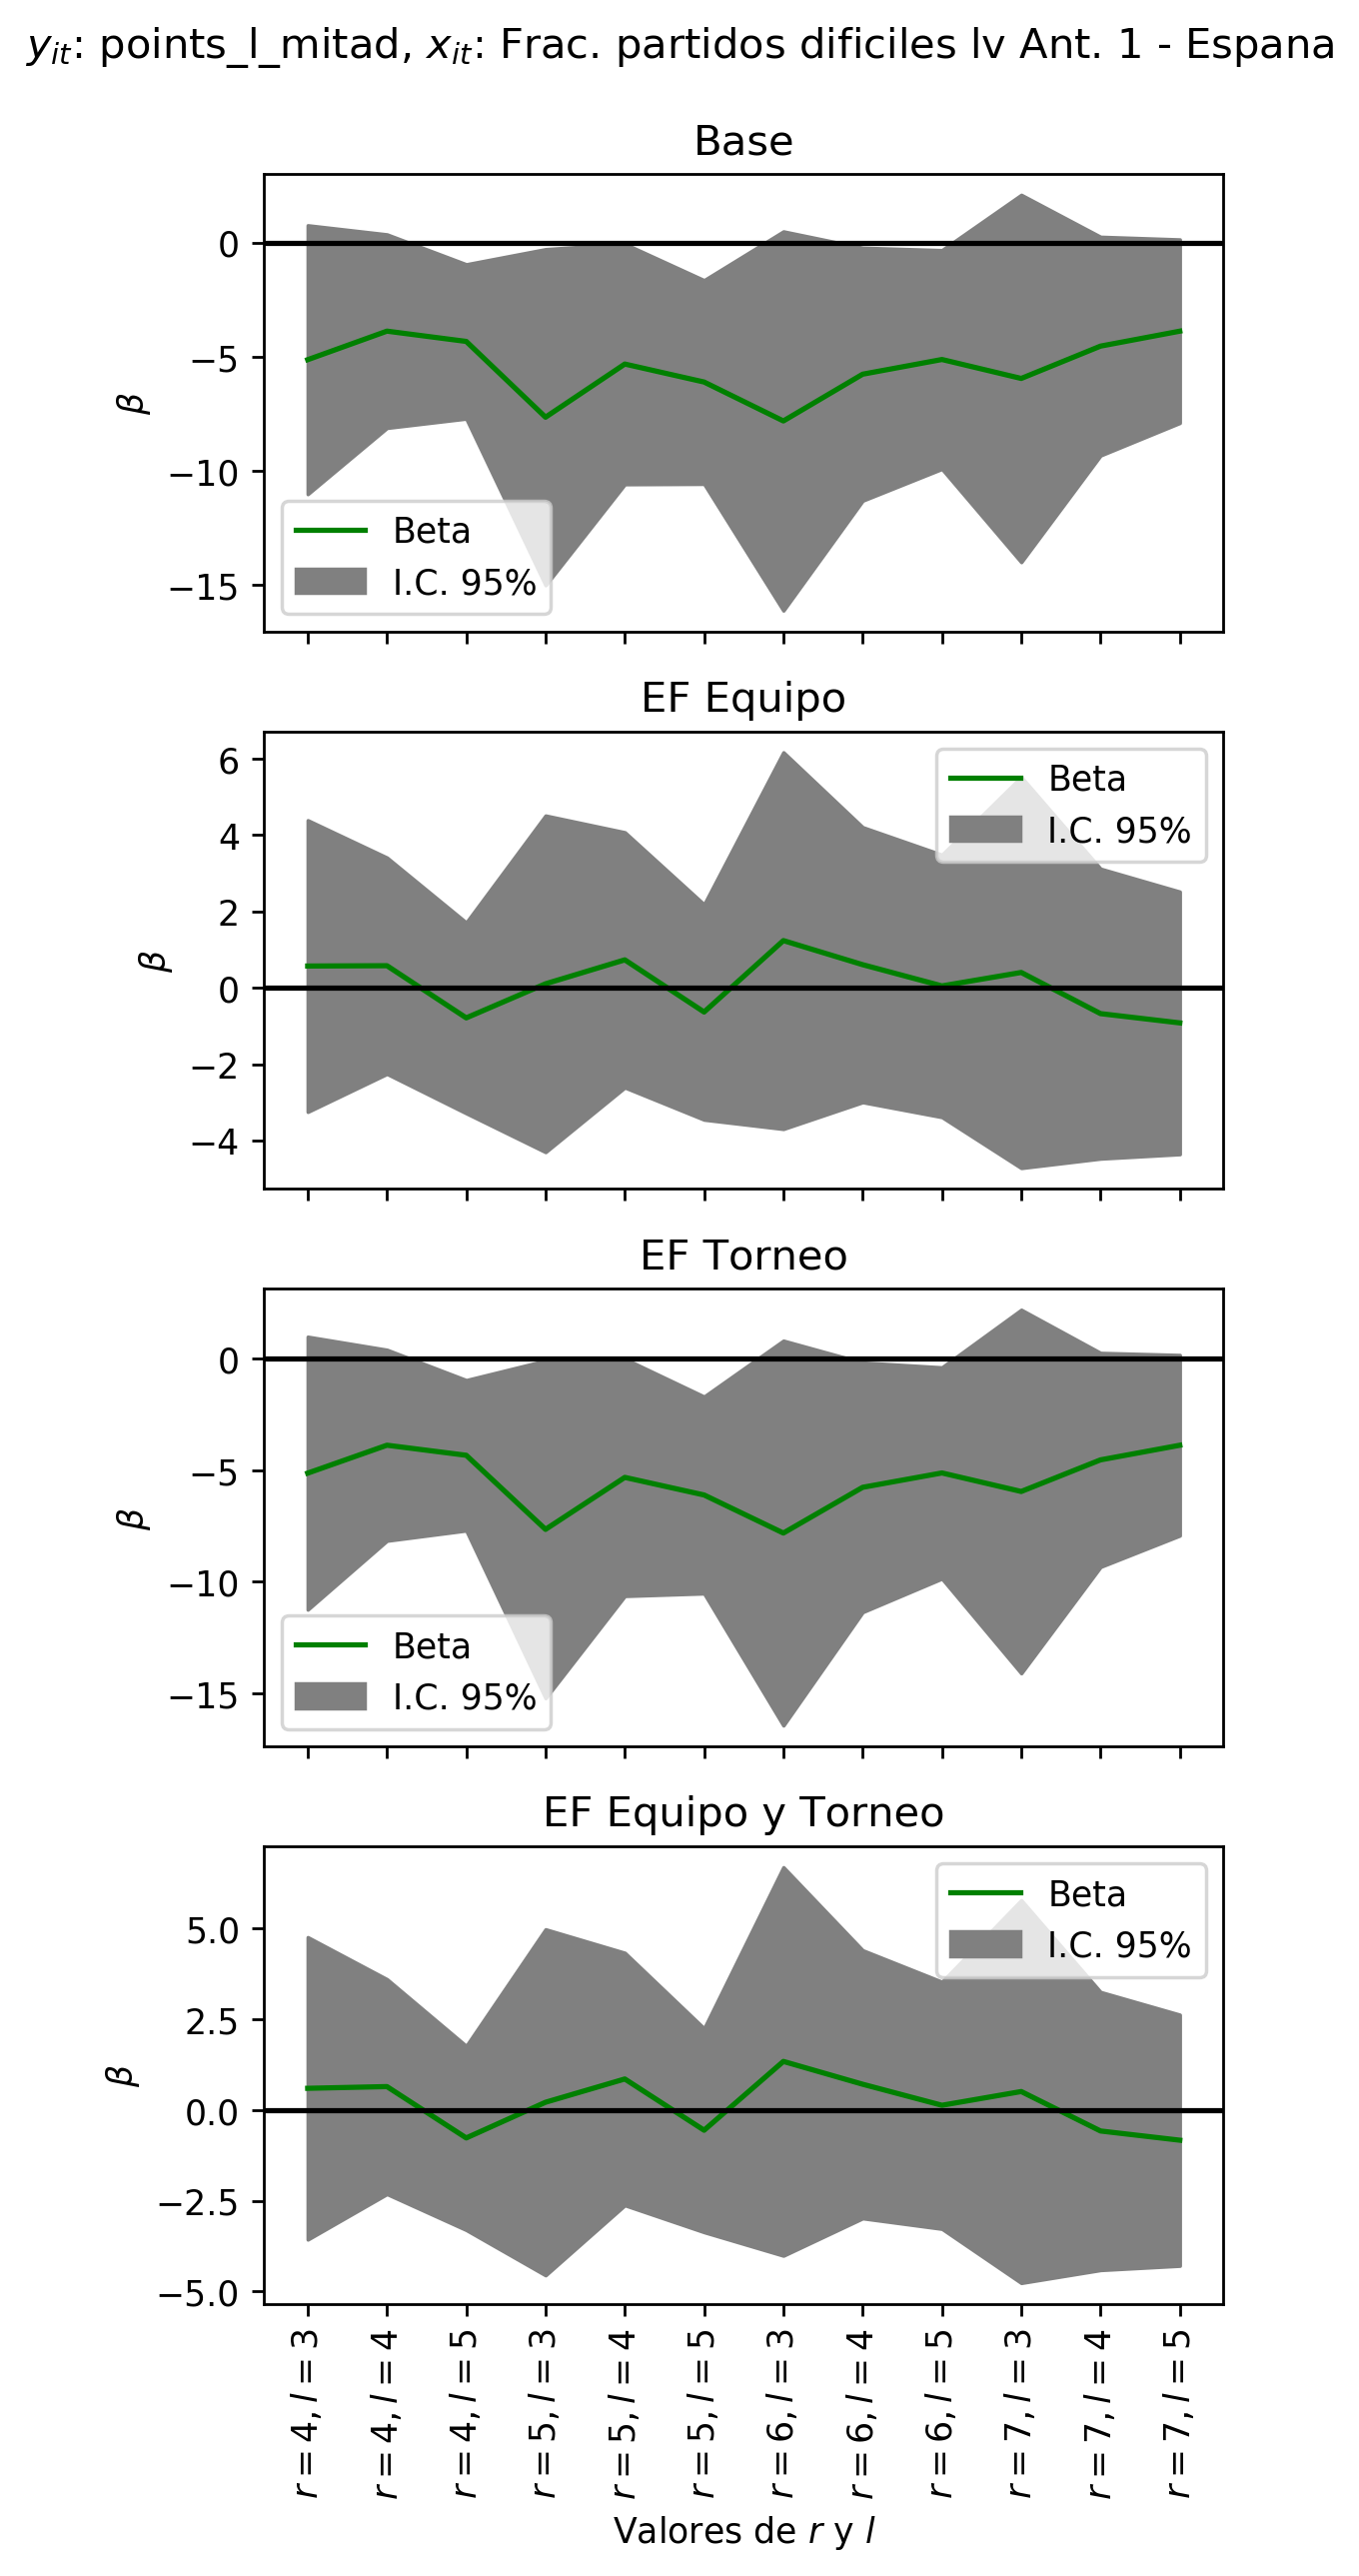 y_it: points_l_mitad, x_it: Frac. partidos dificiles lv Ant. 1 - Espana
Base
0
−5
−10
−15
β
Beta
I.C. 95%
EF Equipo
6
4
2
0
−2
−4
β
Beta
I.C. 95%
EF Torneo
0
−5
−10
−15
β
Beta
I.C. 95%
EF Equipo y Torneo
5.0
2.5
0.0
−2.5
−5.0
β
Beta
I.C. 95%
r = 4, l = 3
r = 4, l = 4
r = 4, l = 5
r = 5, l = 3
r = 5, l = 4
r = 5, l = 5
r = 6, l = 3
r = 6, l = 4
r = 6, l = 5
r = 7, l = 3
r = 7, l = 4
r = 7, l = 5
Valores de r y l